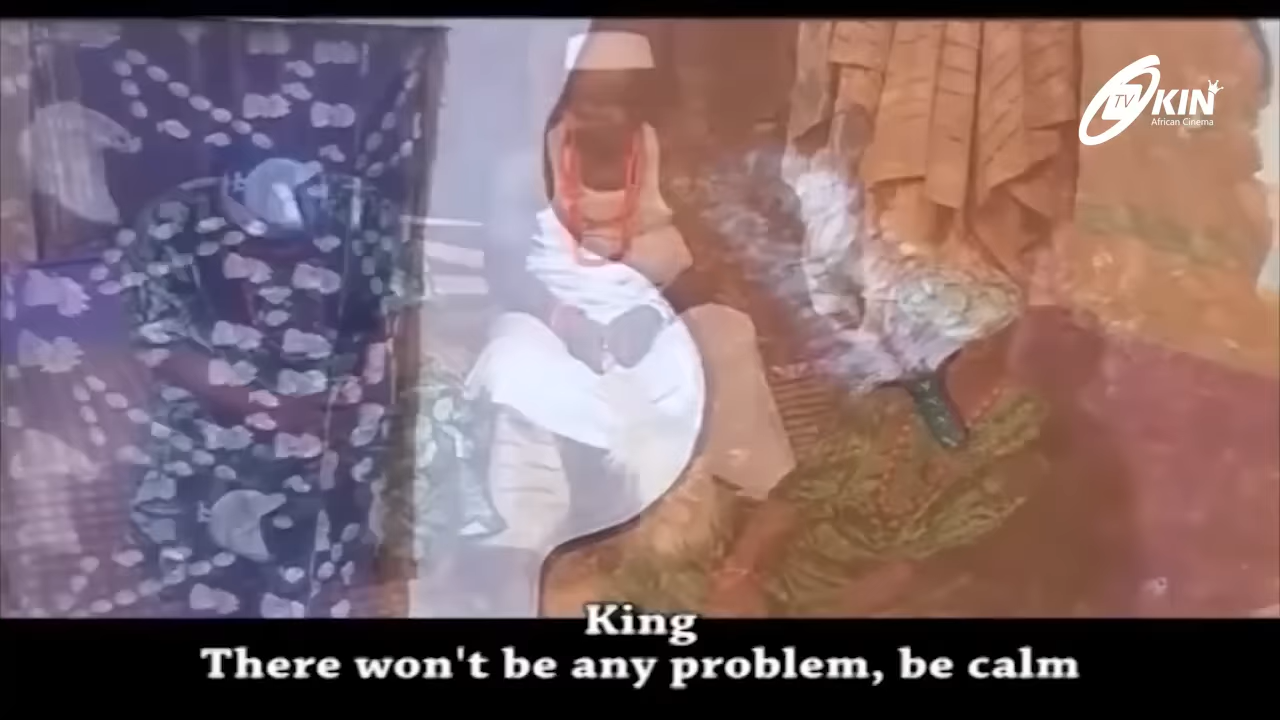 TV
KIN
African Cinema
King
There won't be any problem, be calm